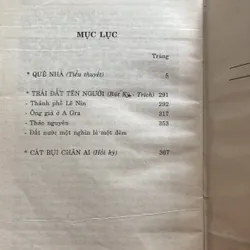 MỤC LỤC
Trang
* QUÊ NHÀ (Tiểu thuyết) 5
* TRÁI ĐẤT TÊN NGƯỜI (Bút Ký - Trích) 291
- Thành phố Lê Nin 292
- Ông giả ở A Gra 317
- Thảo nguyên 353
- Đất nước một nghìn lẻ một đêm
* CÁT BỤI CHÂN AI (Hồi ký) 367